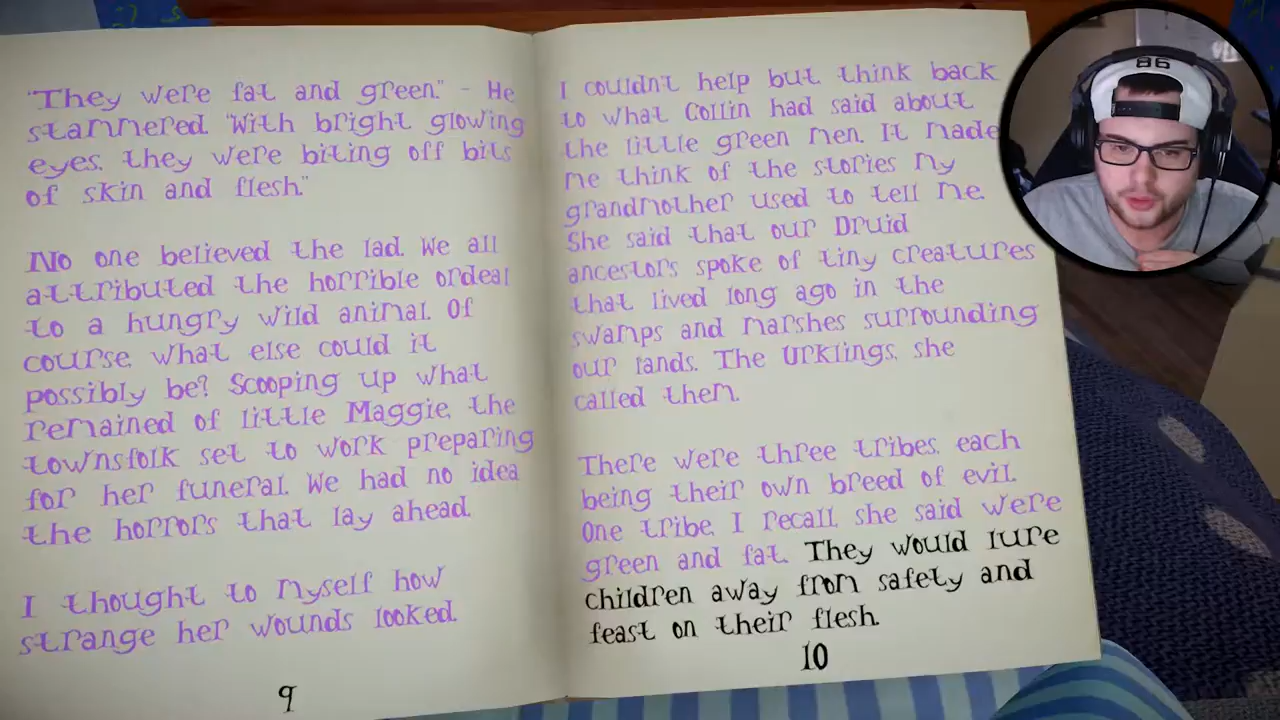 "They were fat and green." - He
stammered. "With bright glowing
eyes, they were biting off bits
of skin and flesh."
No one believed the lad. We all
attributed the horrible ordeal
to a hungry wild animal. Of
course, what else could it
possibly be? Scooping up what
remained of little Maggie, the
townsfolk set to work preparing
for her funeral. We had no idea
the horrors that lay ahead.
I thought to myself how
strange her wounds looked.
9
I couldn't help but think back
to what Collin had said about
the little green men. It made
me think of the stories my
grandmother used to tell me.
She said that our Druid
ancestors spoke of tiny creatures
that lived long ago in the
swamps and marshes surrounding
our lands. The Urklings, she
called them.
There were three tribes, each
being their own breed of evil.
One tribe, I recall, she said were
green and fat. They would lure
children away from safety and
feast on their flesh.
10
86